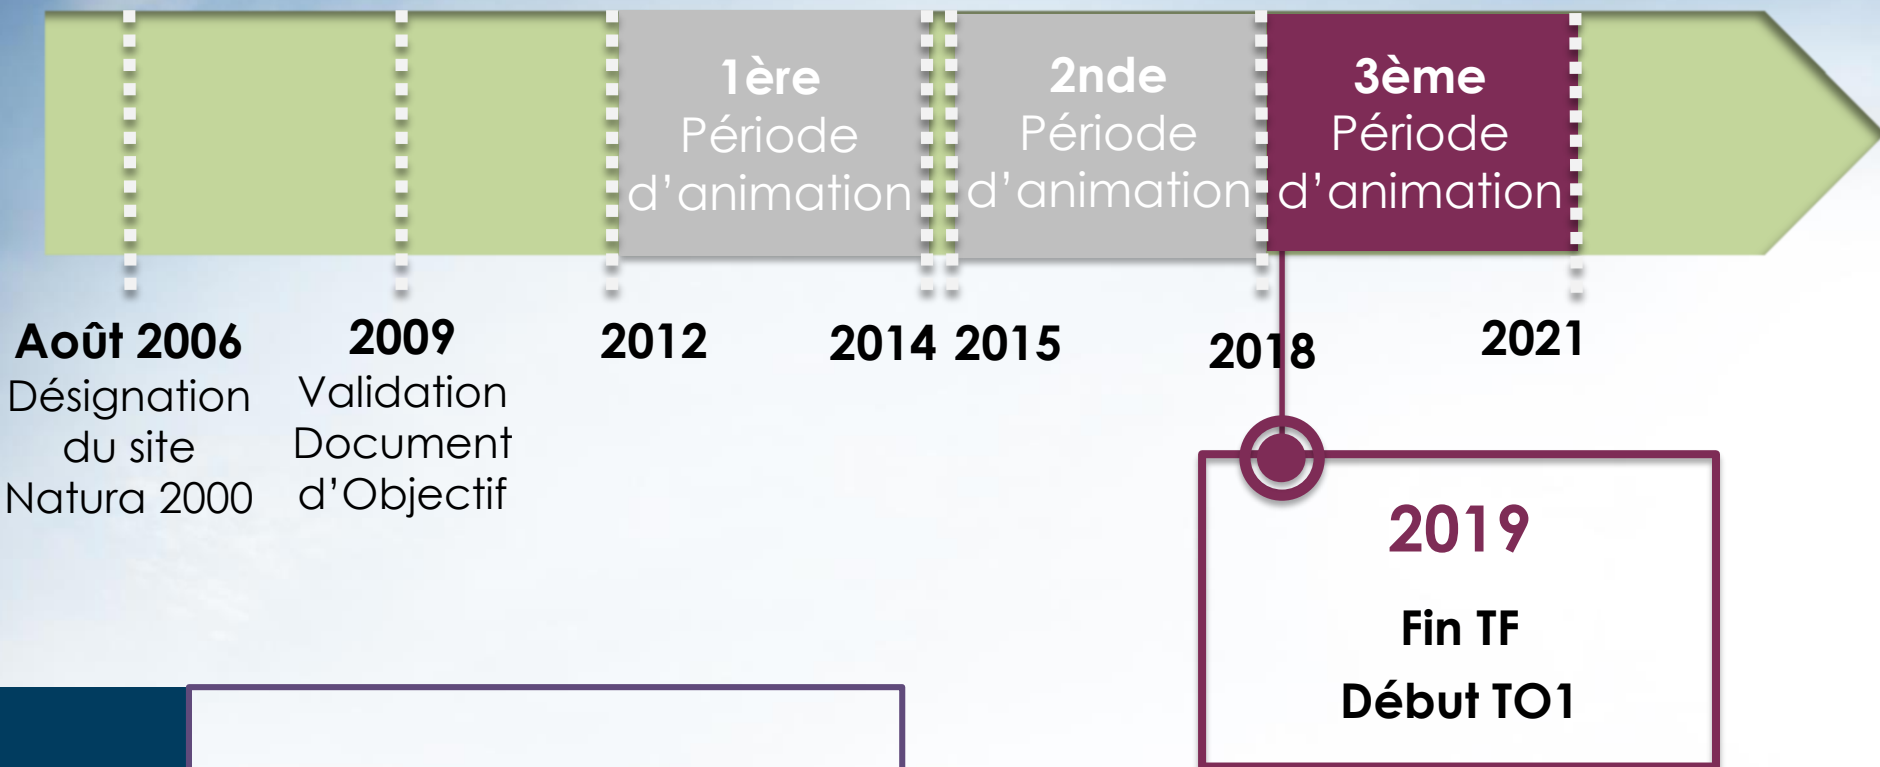 1ère
Période
d’animation
2nde
Période
d’animation
3ème
Période
d’animation
Août 2006
Désignation
du site
Natura 2000
2009
Validation
Document
d’Objectif
2012
2014 2015
2018
2021
2019
Fin TF
Début TO1